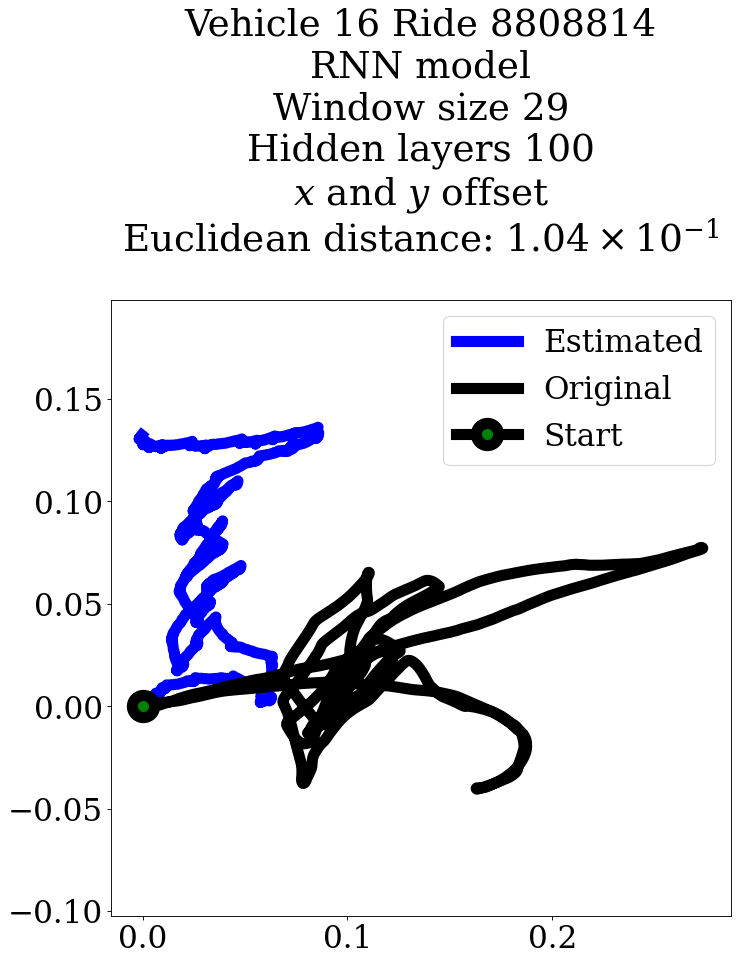 Vehicle 16 Ride 8808814
RNN model
Window size 29
Hidden layers 100
x and y offset
Euclidean distance: 1.04 × 10⁻¹
Estimated
Original
Start
0.15
0.10
0.05
0.00
−0.05
−0.10
0.0 0.1 0.2